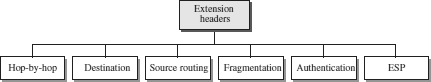 Extension
headers
Hop-by-hop
Destination
Source routing
Fragmentation
Authentication
ESP